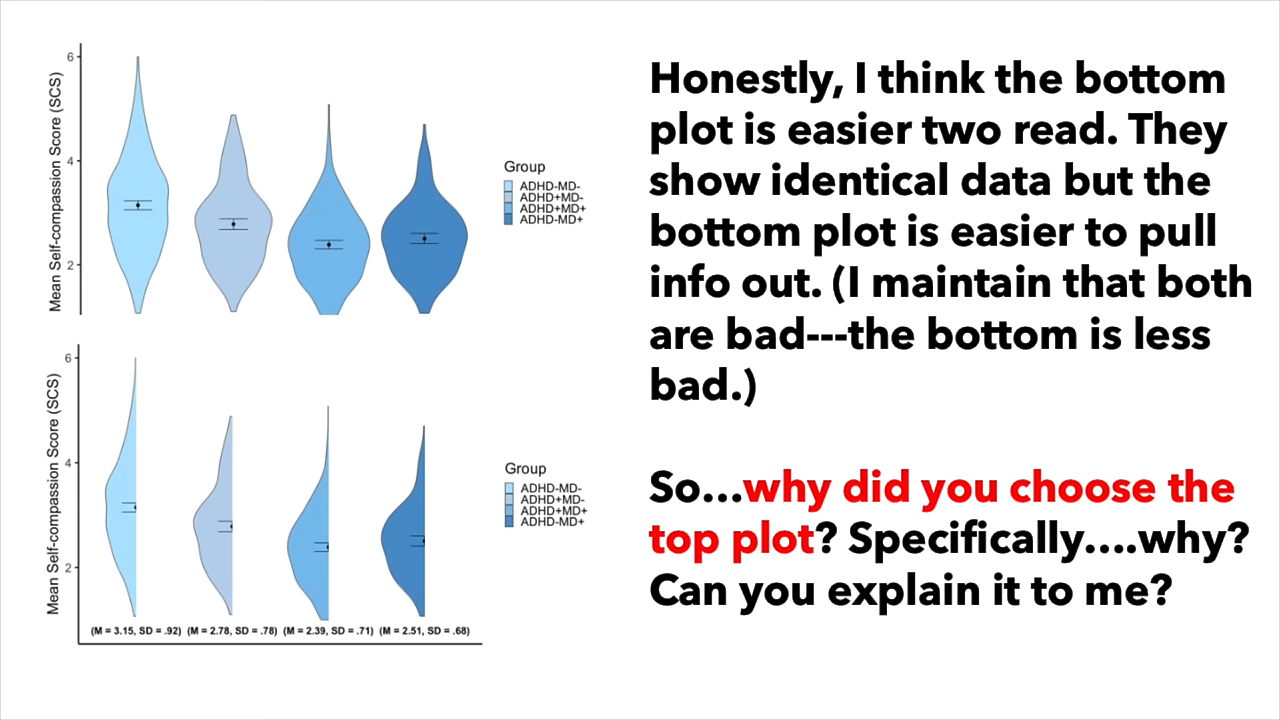 6
4
2
Mean Self-compassion Score (SCS)
Group
ADHD-MD-
ADHD+MD-
ADHD+MD+
ADHD-MD+
6
4
2
Mean Self-compassion Score (SCS)
(M = 3.15, SD = .92) (M = 2.78, SD = .78) (M = 2.39, SD = .71) (M = 2.51, SD = .68)
Group
ADHD-MD-
ADHD+MD-
ADHD+MD+
ADHD-MD+
Honestly, I think the bottom
plot is easier two read. They
show identical data but the
bottom plot is easier to pull
info out. (I maintain that both
are bad---the bottom is less
bad.)
So...why did you choose the
top plot? Specifically....why?
Can you explain it to me?